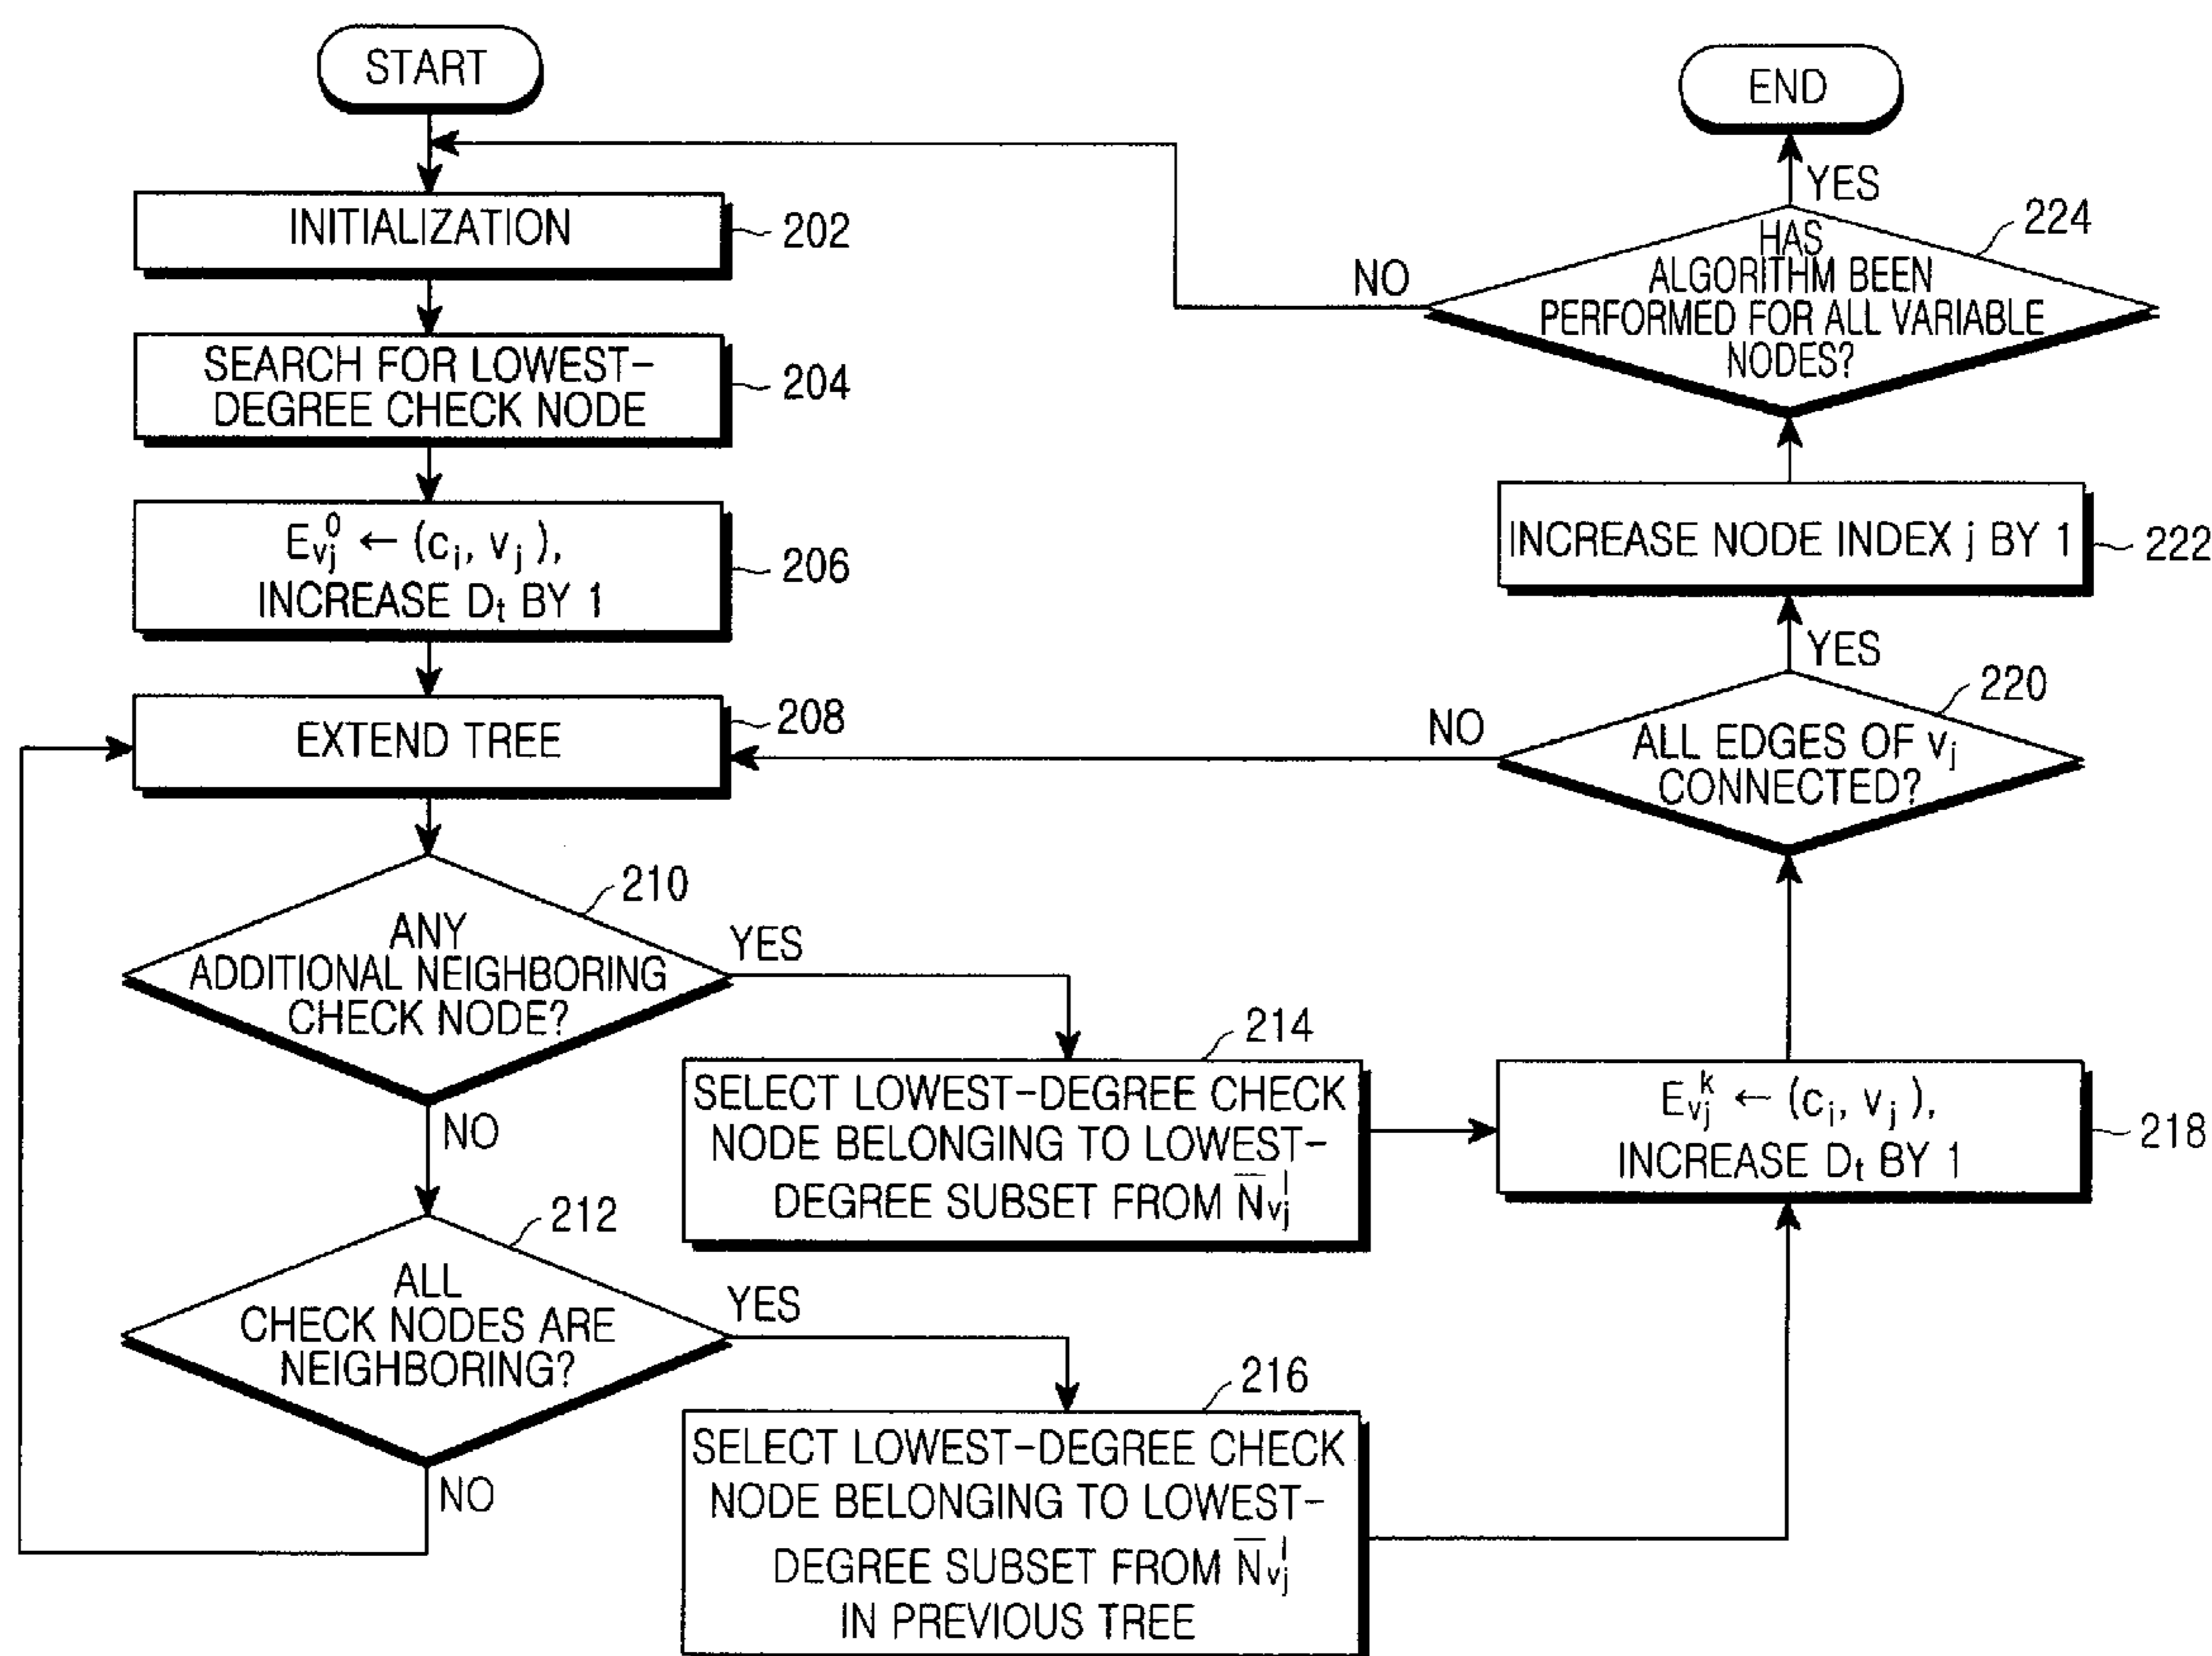 START
INITIALIZATION
202
SEARCH FOR LOWEST-
DEGREE CHECK NODE
204
E_{vj}^0 ← (c_i, v_j),
INCREASE D_t BY 1
206
EXTEND TREE
208
ANY
ADDITIONAL NEIGHBORING
CHECK NODE?
210
YES
NO
ALL
CHECK NODES ARE
NEIGHBORING?
212
YES
NO
SELECT LOWEST-DEGREE CHECK
NODE BELONGING TO LOWEST-
DEGREE SUBSET FROM N̅_{vj}^l
214
SELECT LOWEST-DEGREE CHECK
NODE BELONGING TO LOWEST-
DEGREE SUBSET FROM N̅_{vj}^l
IN PREVIOUS TREE
216
E_{vj}^k ← (c_i, v_j),
INCREASE D_t BY 1
218
ALL EDGES OF v_j
CONNECTED?
220
NO
YES
INCREASE NODE INDEX j BY 1
222
HAS
ALGORITHM BEEN
PERFORMED FOR ALL VARIABLE
NODES?
224
NO
YES
END